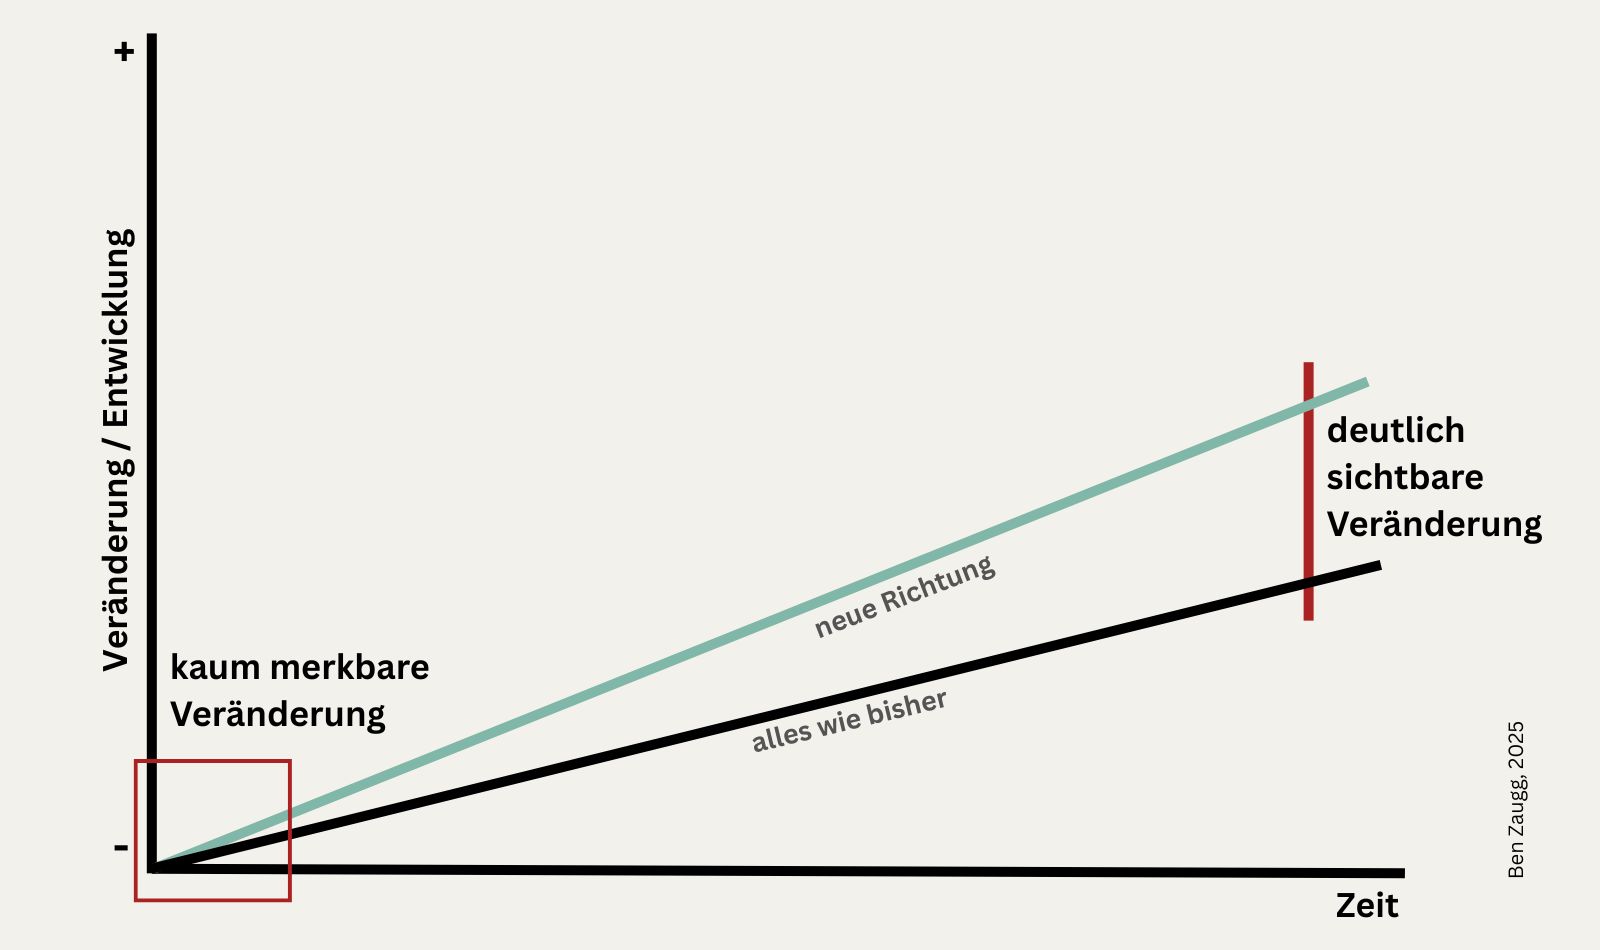 +
Veränderung / Entwicklung
deutlich
sichtbare
Veränderung
neue Richtung
kaum merkbare
Veränderung
alles wie bisher
-
Zeit
Ben Zaugg, 2025